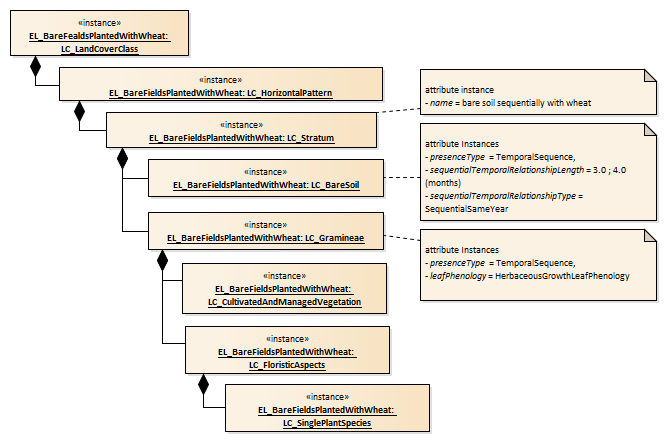 «instance»
EL_BareFealdsPlantedWithWheat:
LC_LandCoverClass
«instance»
EL_BareFieldsPlantedWithWheat: LC_HorizontalPattern
«instance»
EL_BareFieldsPlantedWithWheat: LC_Stratum
«instance»
EL_BareFieldsPlantedWithWheat: LC_BareSoil
«instance»
EL_BareFieldsPlantedWithWheat: LC_Gramineae
«instance»
EL_BareFieldsPlantedWithWheat:
LC_CultivatedAndManagedVegetation
«instance»
EL_BareFieldsPlantedWithWheat:
LC_FloristicAspects
«instance»
EL_BareFieldsPlantedWithWheat:
LC_SinglePlantSpecies
attribute instance
- name = bare soil sequentially with wheat
attribute Instances
- presenceType = TemporalSequence,
- sequentialTemporalRelationshipLength = 3.0 ; 4.0
(months)
- sequentialTemporalRelationshipType =
SequentialSameYear
attribute Instances
- presenceType = TemporalSequence,
- leafPhenology = HerbaceousGrowthLeafPhenology